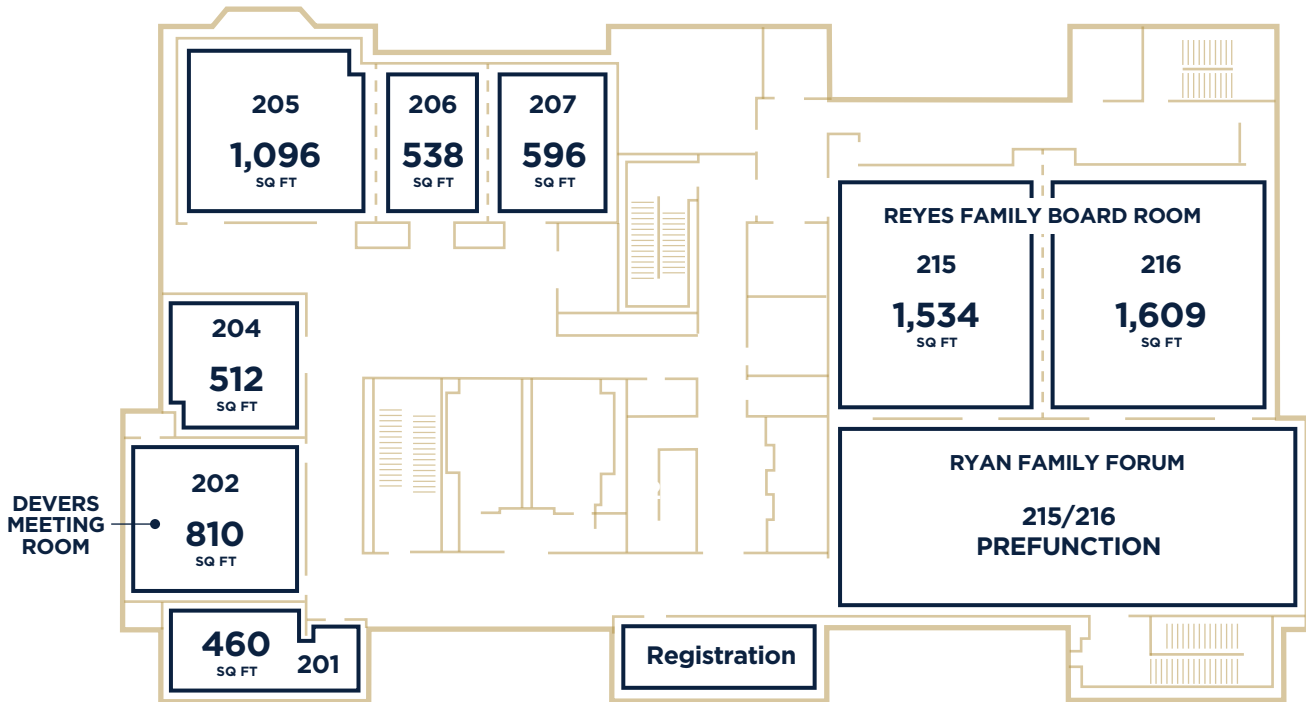 205
1,096
SQ FT
206
538
SQ FT
207
596
SQ FT
REYES FAMILY BOARD ROOM
215
1,534
SQ FT
216
1,609
SQ FT
204
512
SQ FT
DEVERS
MEETING
ROOM
202
810
SQ FT
RYAN FAMILY FORUM
215/216
PREFUNCTION
460
SQ FT
201
Registration